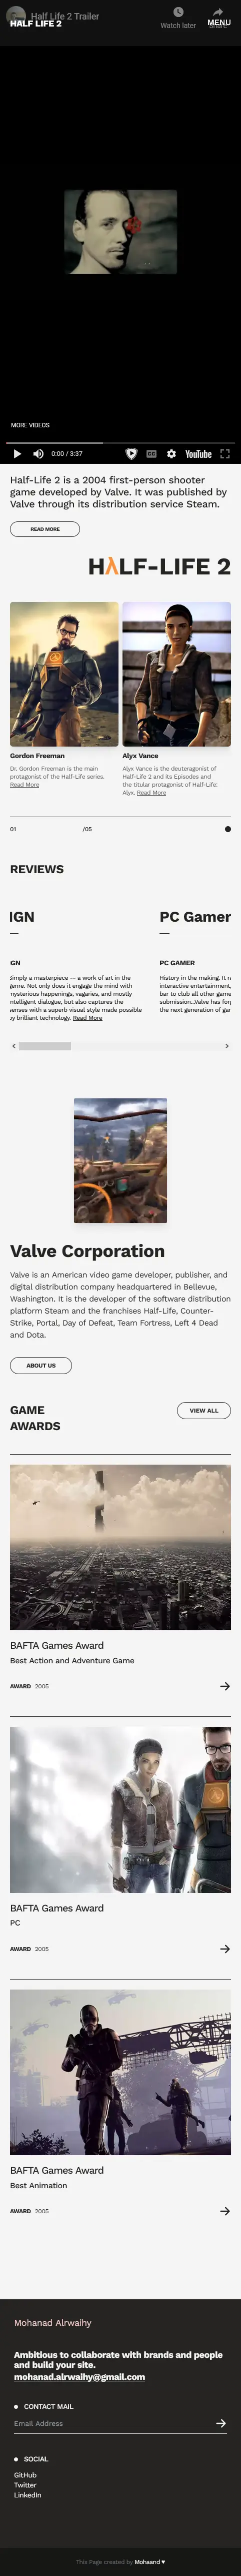 Half Life 2 Trailer
HALF LIFE 2
Watch later
Share
MENU
MORE VIDEOS
0:00 / 3:37
CC
YouTube
Half-Life 2 is a 2004 first-person shooter
game developed by Valve. It was published by
Valve through its distribution service Steam.
READ MORE
HλLF-LIFE 2
Gordon Freeman
Dr. Gordon Freeman is the main
protagonist of the Half-Life series.
Read More
Alyx Vance
Alyx Vance is the deuteragonist of
Half-Life 2 and its Episodes and
the titular protagonist of Half-Life:
Alyx. Read More
01
/05
REVIEWS
IGN
IGN
Simply a masterpiece -- a work of art in the
genre. Not only does it engage the mind with
mysterious happenings, vagaries, and mostly
intelligent dialogue, but also captures the
senses with a superb visual style made possible
by brilliant technology. Read More
PC Gamer
PC GAMER
History in the making. It
interactive entertainment,
bar to club all other game
submission...Valve has
the next generation of
Valve Corporation
Valve is an American video game developer, publisher, and
digital distribution company headquartered in Bellevue,
Washington. It is the developer of the software distribution
platform Steam and the franchises Half-Life, Counter-
Strike, Portal, Day of Defeat, Team Fortress, Left 4 Dead
and Dota.
ABOUT US
GAME
AWARDS
VIEW ALL
BAFTA Games Award
Best Action and Adventure Game
AWARD 2005
BAFTA Games Award
PC
AWARD 2005
BAFTA Games Award
Best Animation
AWARD 2005
Mohanad Alrwaihy
Ambitious to collaborate with brands and people
and build your site.
mohanad.alrwaihy@gmail.com
CONTACT MAIL
Email Address
SOCIAL
GitHub
Twitter
LinkedIn
This Page created by Mohaand ♥